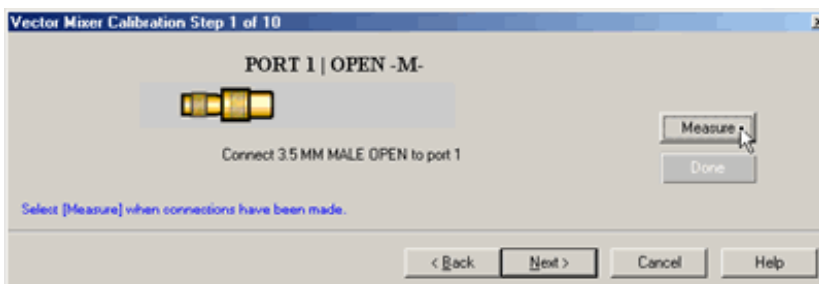 Vector Mixer Calibration Step 1 of 10
PORT 1 | OPEN -M-
Measure
Connect 3.5 MM MALE OPEN to port 1
Done
Select [Measure] when connections have been made.
< Back
Next >
Cancel
Help